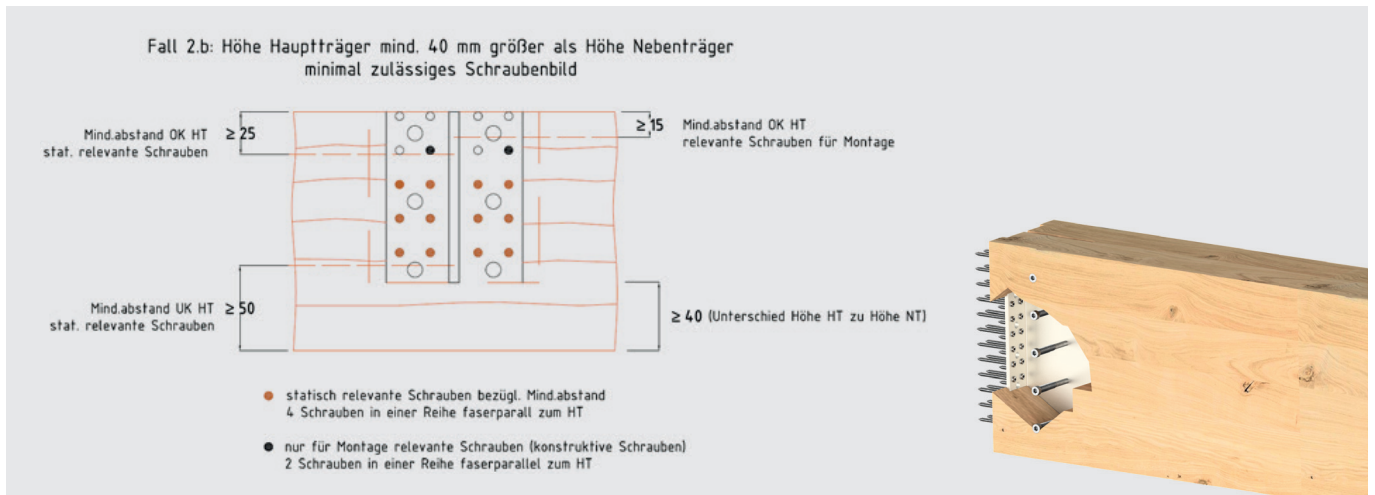 Fall 2.b: Höhe Hauptträger mind. 40 mm größer als Höhe Nebenträger
minimal zulässiges Schraubenbild
Mind.abstand OK HT
stat. relevante Schrauben
≥ 25
≥ 15
Mind.abstand OK HT
relevante Schrauben für Montage
Mind.abstand UK HT
stat. relevante Schrauben
≥ 50
≥ 40 (Unterschied Höhe HT zu Höhe NT)
statisch relevante Schrauben bezügl. Mind.abstand
4 Schrauben in einer Reihe faserparall zum HT
nur für Montage relevante Schrauben (konstruktive Schrauben)
2 Schrauben in einer Reihe faserparallel zum HT